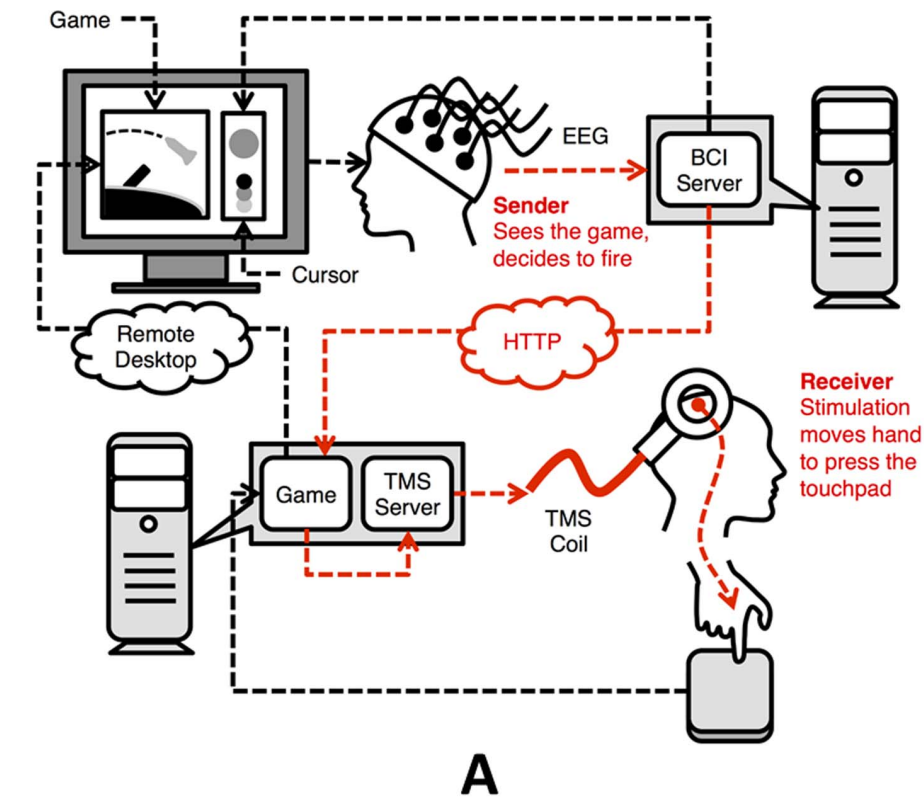 Game
EEG
BCI
Server
Sender
Sees the game,
decides to fire
Cursor
Remote
Desktop
HTTP
Receiver
Stimulation
moves hand
to press the
touchpad
Game
TMS
Server
TMS
Coil
A